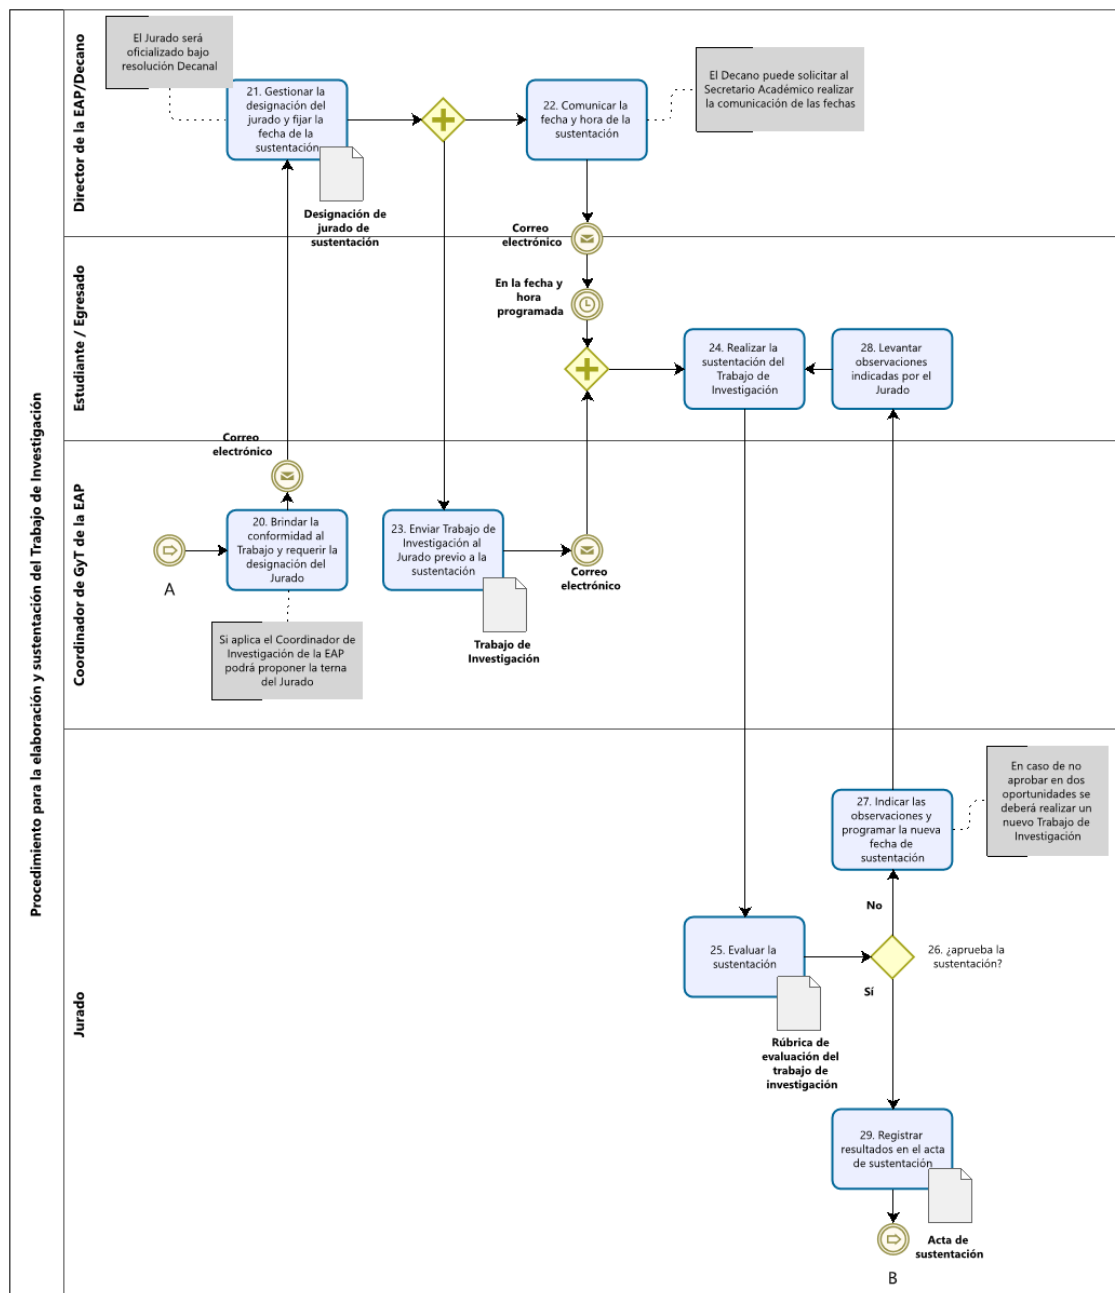 Procedimiento para la elaboración y sustentación del Trabajo de Investigación
Director de la EAP/Decano
El Jurado será
oficializado bajo
resolución Decanal
21. Gestionar la
designación del
jurado y fijar la
fecha de la
sustentación
Designación de
jurado de
sustentación
22. Comunicar la
fecha y hora de la
sustentación
El Decano puede solicitar al
Secretario Académico realizar
la comunicación de las fechas
Correo
electrónico
Estudiante / Egresado
En la fecha y
hora
programada
24. Realizar la
sustentación del
Trabajo de
Investigación
28. Levantar
observaciones
indicadas por el
Jurado
Coordinador de GyT de la EAP
Correo
electrónico
A
20. Brindar la
conformidad al
Trabajo y requerir la
designación del
Jurado
Si aplica el Coordinador de
Investigación de la EAP
podrá proponer la terna
del Jurado
23. Enviar Trabajo de
Investigación al
Jurado previo a la
sustentación
Trabajo de
Investigación
Correo
electrónico
Jurado
27. Indicar las
observaciones y
programar la nueva
fecha de
sustentación
En caso de no
aprobar en dos
oportunidades se
deberá realizar un
nuevo Trabajo de
Investigación
No
25. Evaluar la
sustentación
26. ¿aprueba la
sustentación?
Sí
Rúbrica de
evaluación del
trabajo de
investigación
29. Registrar
resultados en el acta
de sustentación
Acta de
sustentación
B